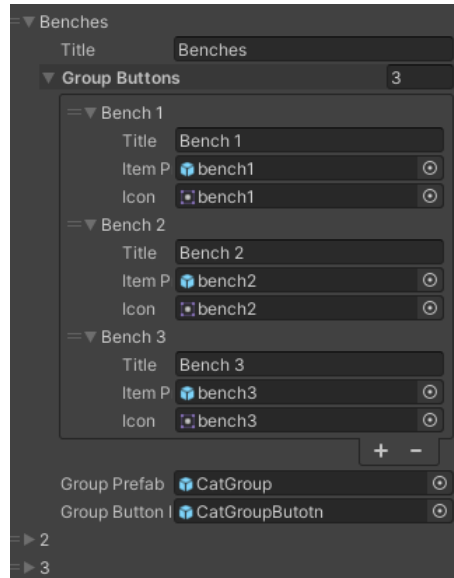 Benches
Title Benches
Group Buttons 3
Bench 1
Title Bench 1
Item P bench1
Icon bench1
Bench 2
Title Bench 2
Item P bench2
Icon bench2
Bench 3
Title Bench 3
Item P bench3
Icon bench3
+ -
Group Prefab CatGroup
Group Button I CatGroupButotn
2
3